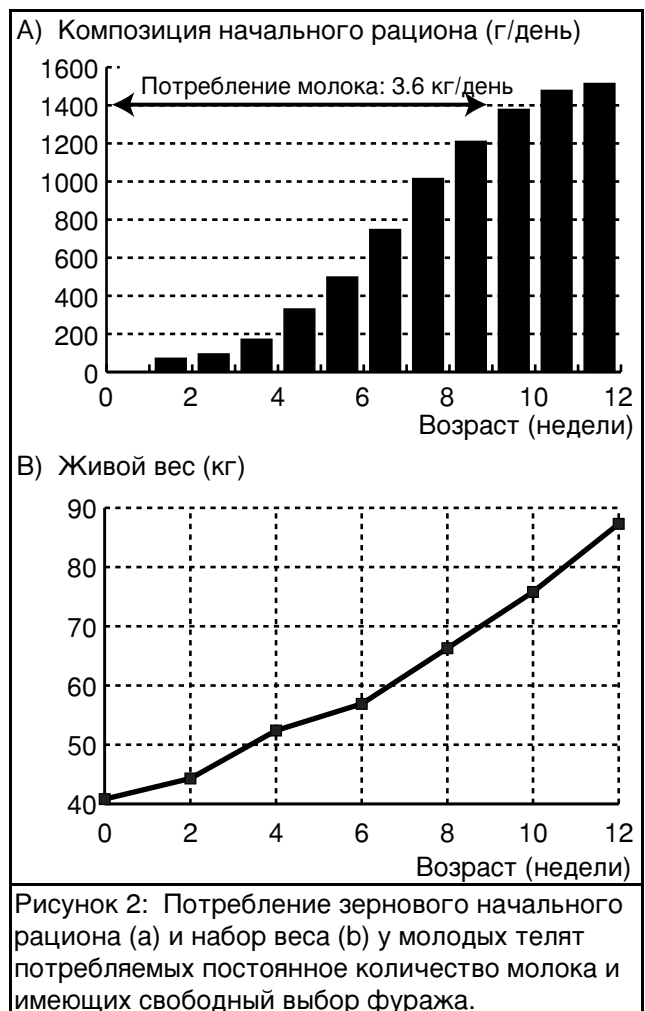 A) Композиция начального рациона (г/день)
1600
Потребление молока: 3.6 кг/день
1400
1200
1000
800
600
400
200
0
0 2 4 6 8 10 12
Возраст (недели)
B) Живой вес (кг)
90
80
70
60
50
40
0 2 4 6 8 10 12
Возраст (недели)
Рисунок 2: Потребление зернового начального
рациона (a) и набор веса (b) у молодых телят
потребляемых постоянное количество молока и
имеющих свободный выбор фуража.